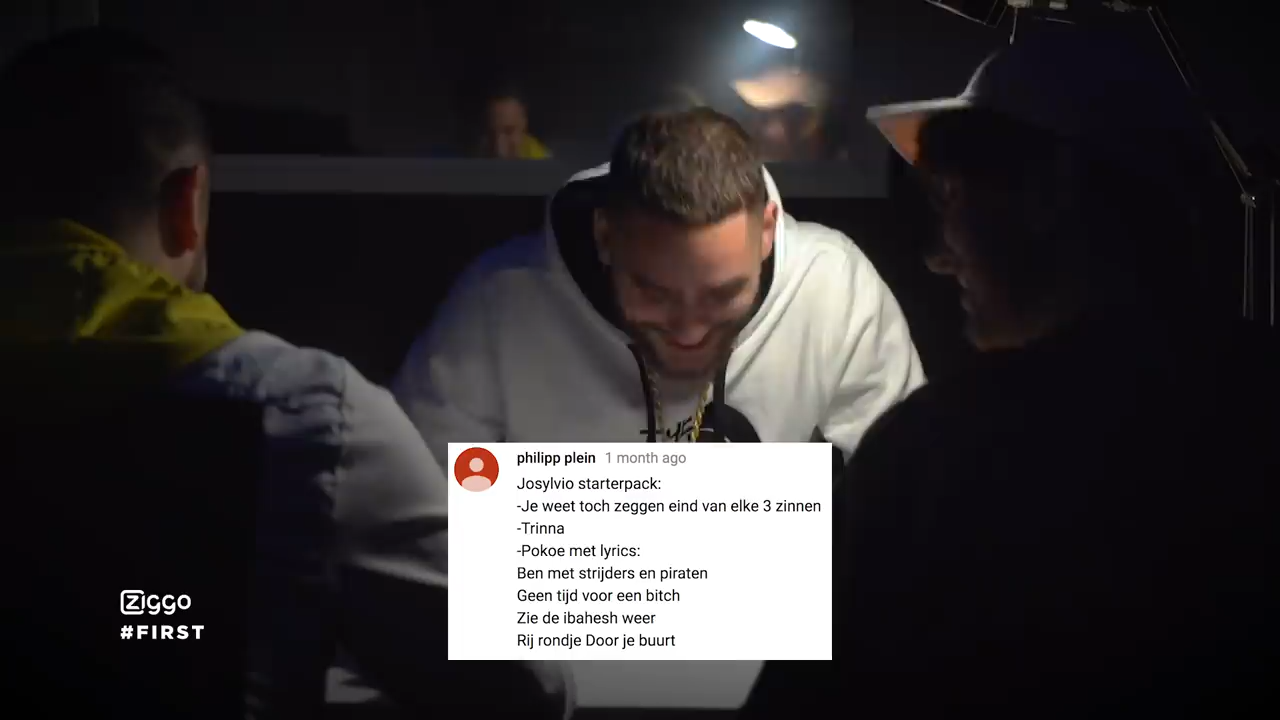 philipp plein 1 month ago
Josylvio starterpack:
-Je weet toch zeggen eind van elke 3 zinnen
-Trinna
-Pokoe met lyrics:
Ben met strijders en piraten
Geen tijd voor een bitch
Zie de ibahesh weer
Rij rondje Door je buurt
Ziggo
#FIRST